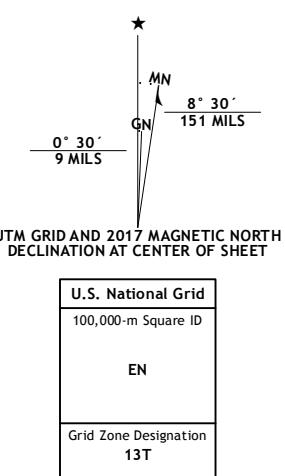 ★
MN
8° 30´
151 MILS
GN
0° 30´
9 MILS
UTM GRID AND 2017 MAGNETIC NORTH
DECLINATION AT CENTER OF SHEET
U.S. National Grid
100,000-m Square ID
EN
Grid Zone Designation
13T